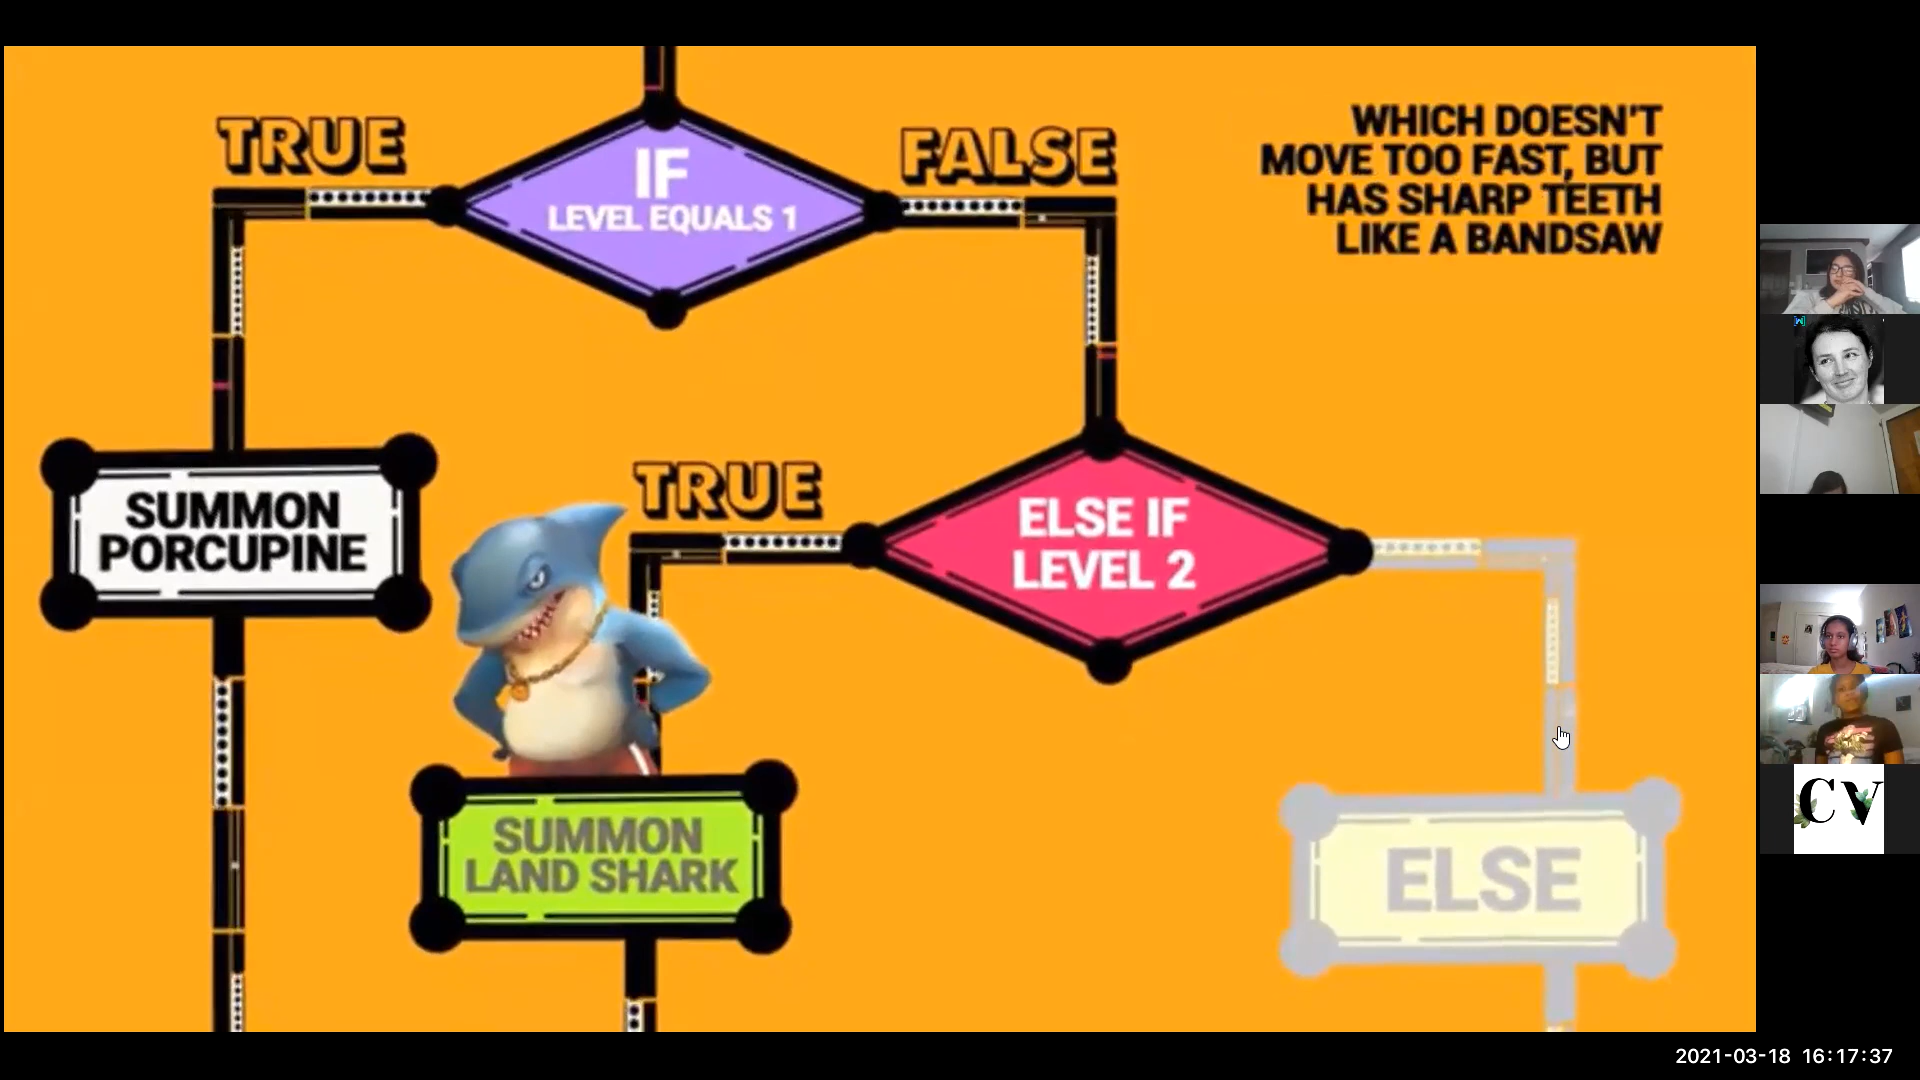 TRUE
IF
LEVEL EQUALS 1
FALSE
WHICH DOESN'T
MOVE TOO FAST, BUT
HAS SHARP TEETH
LIKE A BANDSAW
SUMMON
PORCUPINE
TRUE
ELSE IF
LEVEL 2
SUMMON
LAND SHARK
ELSE
CV
2021-03-18 16:17:37